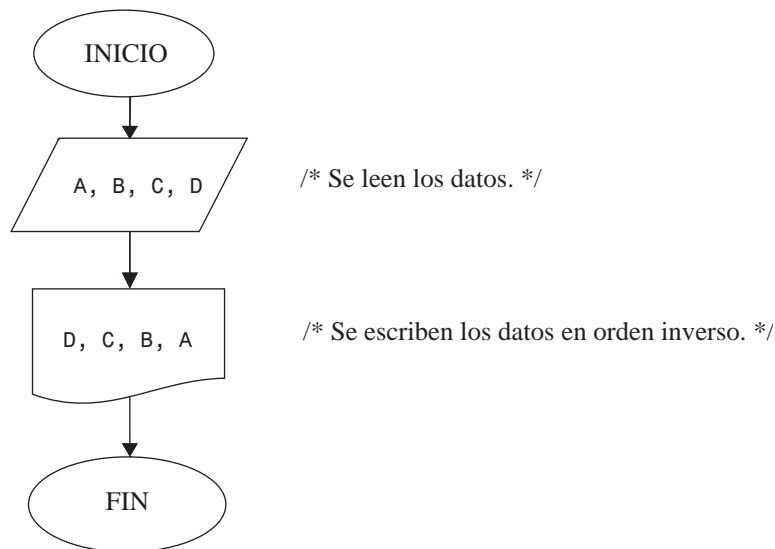 INICIO
A, B, C, D
/* Se leen los datos. */
D, C, B, A
/* Se escriben los datos en orden inverso. */
FIN